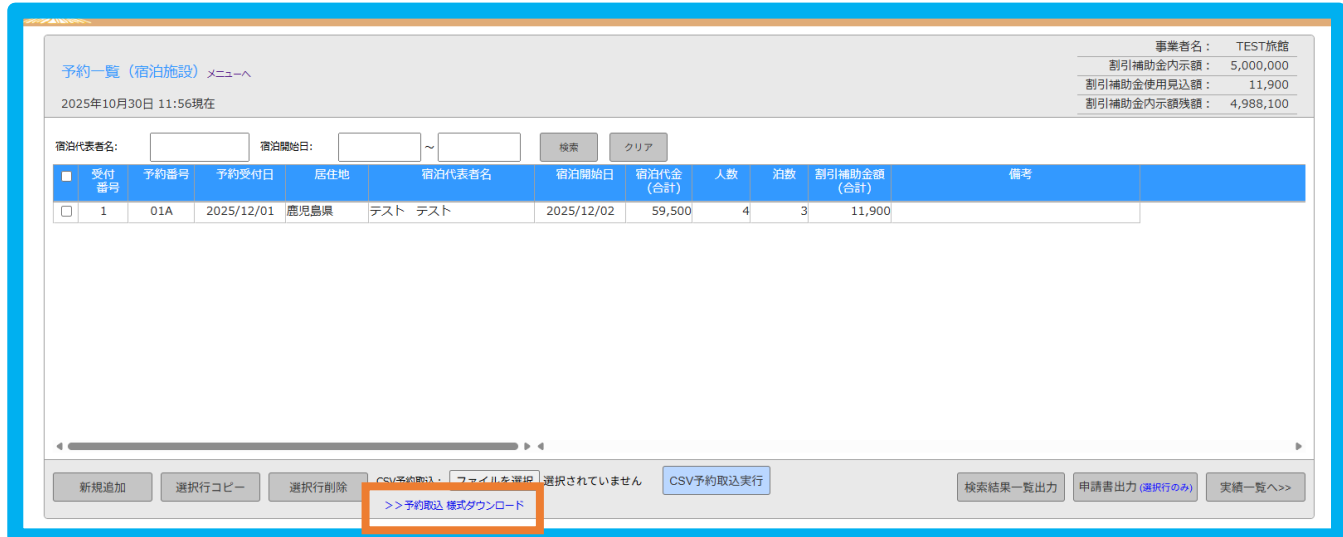 事業者名： TEST旅館
予約一覧（宿泊施設） メニューへ
割引補助金内示額： 5,000,000
割引補助金使用見込額： 11,900
2025年10月30日 11:56現在
割引補助金内示額残額： 4,988,100
宿泊代表者名: 宿泊開始日: ～ 検索 クリア
受付番号 予約番号 予約受付日 居住地 宿泊代表者名 宿泊開始日 宿泊代金(合計) 人数 泊数 割引補助金額(合計) 備考
1 01A 2025/12/01 鹿児島県 テスト　テスト 2025/12/02 59,500 4 3 11,900
新規追加 選択行コピー 選択行削除 CSV予約取込： ファイルを選択 選択されていません CSV予約取込実行 検索結果一覧出力 申請書出力 (選択行のみ) 実績一覧へ>>
>>予約取込 様式ダウンロード